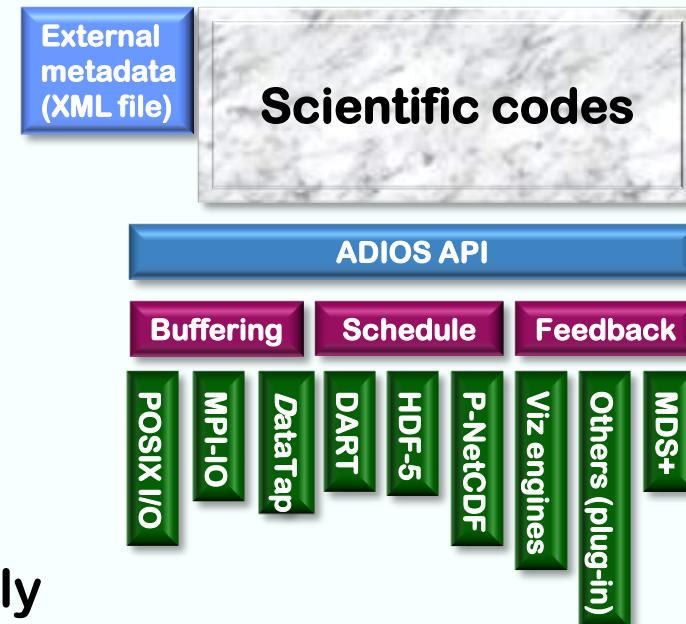 External
metadata
(XML file)
Scientific codes
ADIOS API
Buffering
Schedule
Feedback
POSIX I/O
MPI-IO
DataTap
DART
HDF-5
P-NetCDF
Viz engines
Others (plug-in)
MDS+
ly